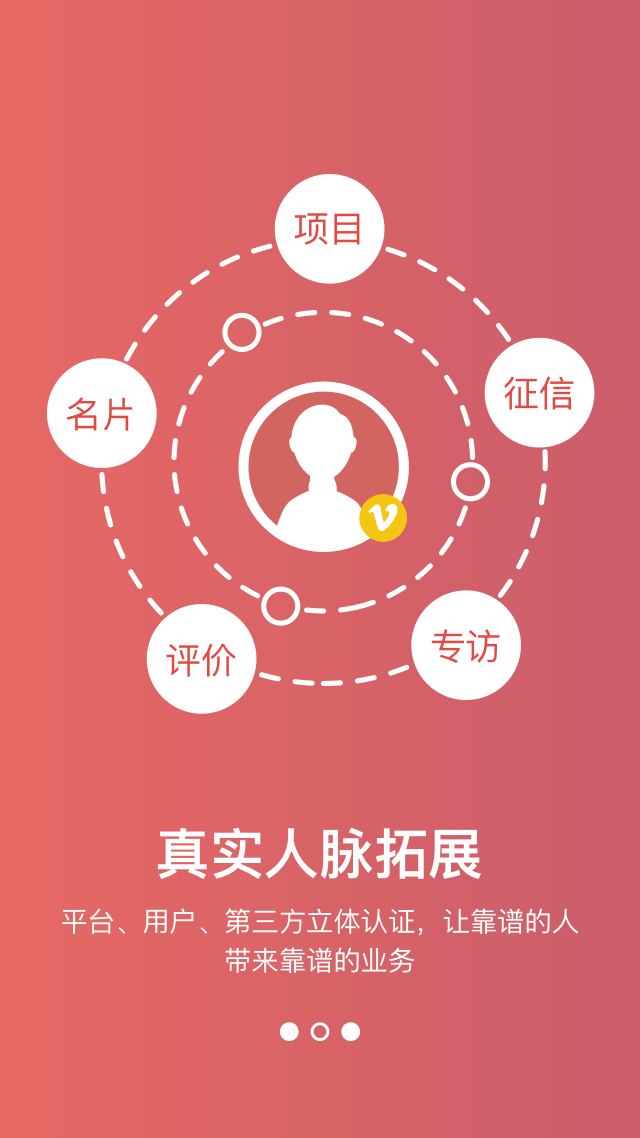 项目
征信
名片
专访
评价
真实人脉拓展
平台、用户、第三方立体认证，让靠谱的人
带来靠谱的业务